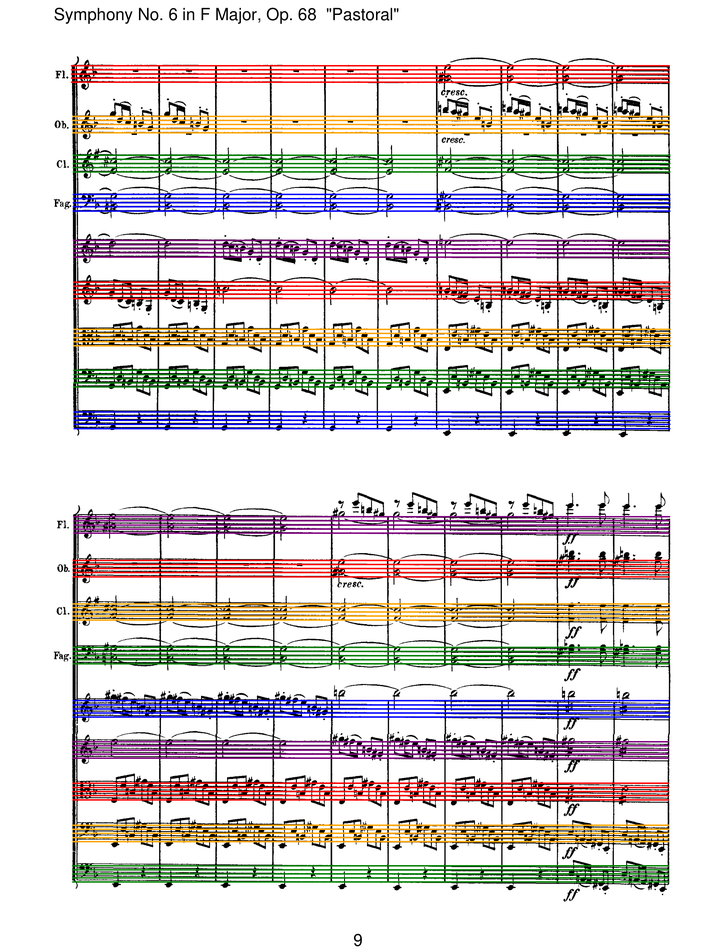 Symphony No. 6 in F Major, Op. 68  "Pastoral"
Fl.
cresc.
Ob.
cresc.
Cl.
Fag.
Fl.
ff
Ob.
cresc.
ff
Cl.
ff
Fag.
ff
ff
ff
ff
ff
ff
9